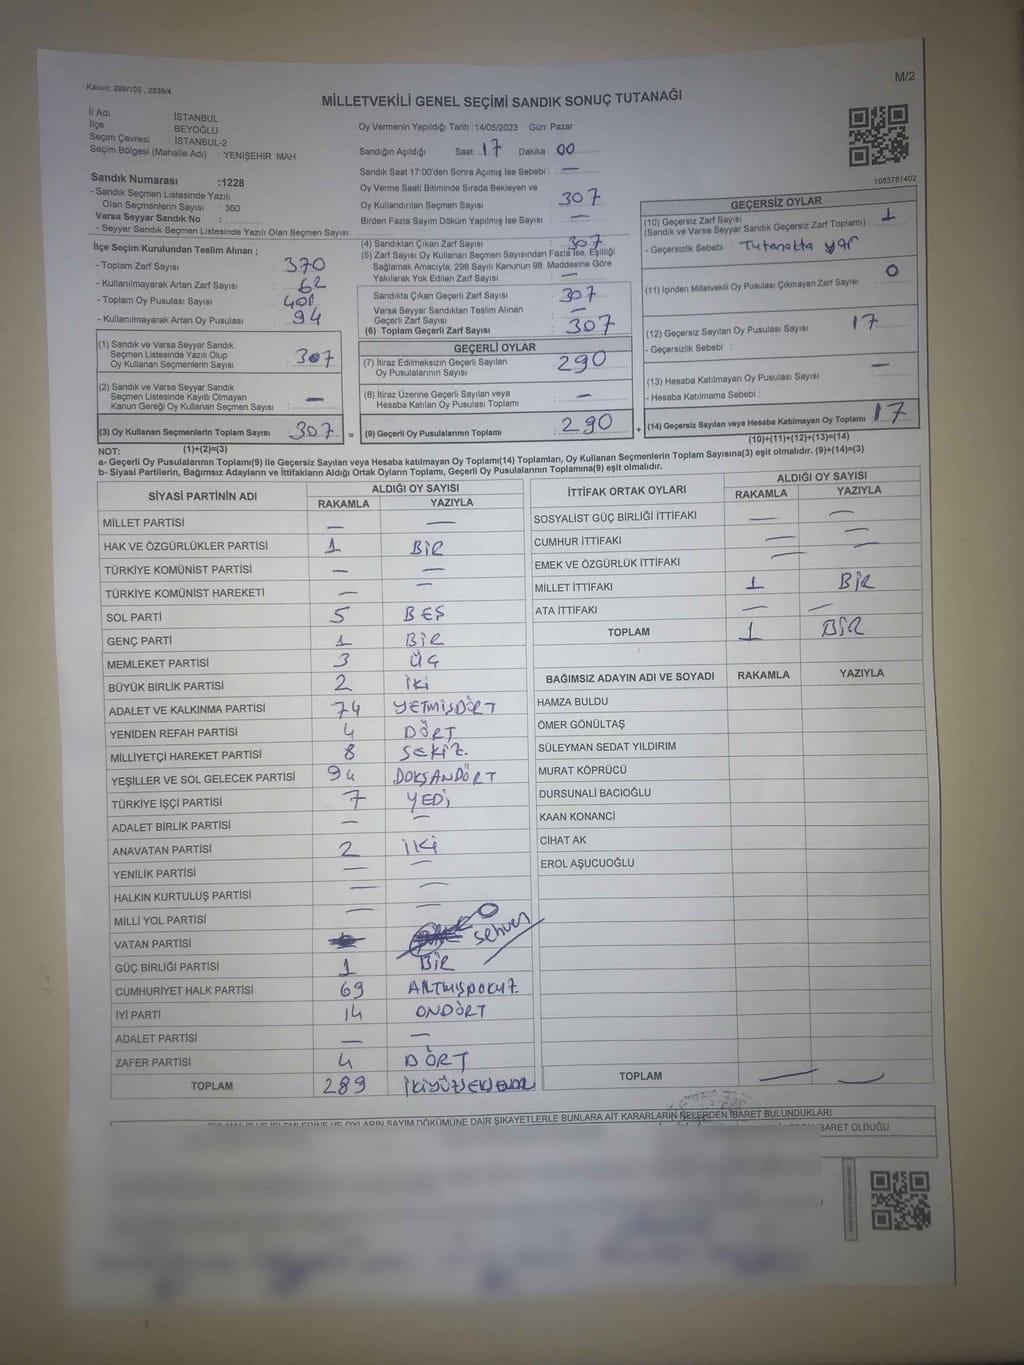 M/2
Kanun: 298/105 , 2839/4
MİLLETVEKİLİ GENEL SEÇİMİ SANDIK SONUÇ TUTANAĞI
İl Adı : İSTANBUL
İlçe : BEYOĞLU
Seçim Çevresi : İSTANBUL-2
Seçim Bölgesi (Mahalle Adı) : YENİŞEHİR MAH
Sandık Numarası :1228
- Sandık Seçmen Listesinde Yazılı
Olan Seçmenlerin Sayısı : 360
Varsa Seyyar Sandık No :
- Seyyar Sandık Seçmen Listesinde Yazılı Olan Seçmen Sayısı:
İlçe Seçim Kurulundan Teslim Alınan ;
- Toplam Zarf Sayısı : 370
- Kullanılmayarak Artan Zarf Sayısı : 62
- Toplam Oy Pusulası Sayısı :
- Kullanılmayarak Artan Oy Pusulası : 94
(1) Sandık ve Varsa Seyyar Sandık
Seçmen Listesinde Yazılı Olup
Oy Kullanan Seçmenlerin Sayısı : 307
(2) Sandık ve Varsa Seyyar Sandık
Seçmen Listesinde Kayıtlı Olmayan
Kanun Gereği Oy Kullanan Seçmen Sayısı : —
(3) Oy Kullanan Seçmenlerin Toplam Sayısı : 307 =
Oy Vermenin Yapıldığı Tarih :14/05/2023 Gün: Pazar
Sandığın Açıldığı Saat: 17 Dakika : 00
Sandık Saat 17:00'den Sonra Açımış İse Sebebi : —
Oy Verme Saati Bitiminde Sırada Bekleyen ve
Oy Kullandırılan Seçmen Sayısı : 307
Birden Fazla Sayım Döküm Yapılmış İse Sayısı : —
(4) Sandıktan Çıkan Zarf Sayısı : 307
(5) Zarf Sayısı Oy Kullanan Seçmen Sayısından Fazla İse, Eşitliği
Sağlamak Amacıyla, 298 Sayılı Kanunun 98. Maddesine Göre
Yakılarak Yok Edilen Zarf Sayısı : —
Sandıkta Çıkan Geçerli Zarf Sayısı : 307
Varsa Seyyar Sandıktan Teslim Alınan
Geçerli Zarf Sayısı : —
(6) Toplam Geçerli Zarf Sayısı : 307
GEÇERLİ OYLAR
(7) İtiraz Edilmeksizin Geçerli Sayılan
Oy Pusulalarının Sayısı : 290
(8) İtiraz Üzerine Geçerli Sayılan veya
Hesaba Katılan Oy Pusulası Toplamı : —
(9) Geçerli Oy Pusulalarının Toplamı : 290 +
1083781402
GEÇERSİZ OYLAR
(10) Geçersiz Zarf Sayısı
(Sandık ve Varsa Seyyar Sandık Geçersiz Zarf Toplamı) : 1
- Geçersizlik Sebebi : Tutanakta var
(11) İçinden Milletvekili Oy Pusulası Çıkmayan Zarf Sayısı : 0
(12) Geçersiz Sayılan Oy Pusulası Sayısı : 17
- Geçersizlik Sebebi :
(13) Hesaba Katılmayan Oy Pusulası Sayısı : —
- Hesaba Katılmama Sebebi :
(14) Geçersiz Sayılan veya Hesaba Katılmayan Oy Toplamı : 17
NOT: (1)+(2)=(3) (10)+(11)+(12)+(13)=(14)
a- Geçerli Oy Pusulalarının Toplamı(9) ile Geçersiz Sayılan veya Hesaba katılmayan Oy Toplamı(14) Toplamları, Oy Kullanan Seçmenlerin Toplam Sayısına(3) eşit olmalıdır. (9)+(14)=(3)
b- Siyasi Partilerin, Bağımsız Adayların ve İttifakların Aldığı Ortak Oyların Toplamı, Geçerli Oy Pusulalarının Toplamına(9) eşit olmalıdır.
SİYASİ PARTİNİN ADI ALDIĞI OY SAYISI
RAKAMLA YAZIYLA
MİLLET PARTİSİ — —
HAK VE ÖZGÜRLÜKLER PARTİSİ 1 BİR
TÜRKİYE KOMÜNİST PARTİSİ — —
TÜRKİYE KOMÜNİST HAREKETİ — —
SOL PARTİ 5 BEŞ
GENÇ PARTİ 1 BİR
MEMLEKET PARTİSİ 3 ÜÇ
BÜYÜK BİRLİK PARTİSİ 2 İKİ
ADALET VE KALKINMA PARTİSİ 74 YETMİŞDÖRT
YENİDEN REFAH PARTİSİ 4 DÖRT
MİLLİYETÇİ HAREKET PARTİSİ 8 SEKİZ.
YEŞİLLER VE SOL GELECEK PARTİSİ 94 DOKSANDÖRT
TÜRKİYE İŞÇİ PARTİSİ 7 YEDİ
ADALET BİRLİK PARTİSİ — —
ANAVATAN PARTİSİ 2 İKİ
YENİLİK PARTİSİ — —
HALKIN KURTULUŞ PARTİSİ — —
MİLLİ YOL PARTİSİ — —
VATAN PARTİSİ sehven
GÜÇ BİRLİĞİ PARTİSİ 1 BİR
CUMHURİYET HALK PARTİSİ 69 ALTMIŞDOKUZ
İYİ PARTİ 14 ONDÖRT
ADALET PARTİSİ — —
ZAFER PARTİSİ 4 DÖRT
TOPLAM 289
İTTİFAK ORTAK OYLARI ALDIĞI OY SAYISI
RAKAMLA YAZIYLA
SOSYALİST GÜÇ BİRLİĞİ İTTİFAKI — —
CUMHUR İTTİFAKI — —
EMEK VE ÖZGÜRLÜK İTTİFAKI — —
MİLLET İTTİFAKI 1 BİR
ATA İTTİFAKI — —
TOPLAM 1 BİR
BAĞIMSIZ ADAYIN ADI VE SOYADI RAKAMLA YAZIYLA
HAMZA BULDU
ÖMER GÖNÜLTAŞ
SÜLEYMAN SEDAT YILDIRIM
MURAT KÖPRÜCÜ
DURSUNALİ BACIOĞLU
KAAN KONANCİ
CİHAT AK
EROL AŞUCUOĞLU
TOPLAM — —
OYLARIN SAYIM DÖKÜMÜNE DAİR ŞİKAYETLERLE BUNLARA AİT KARARLARIN NELERDEN İBARET BULUNDUKLARI
İBARET OLDUĞU